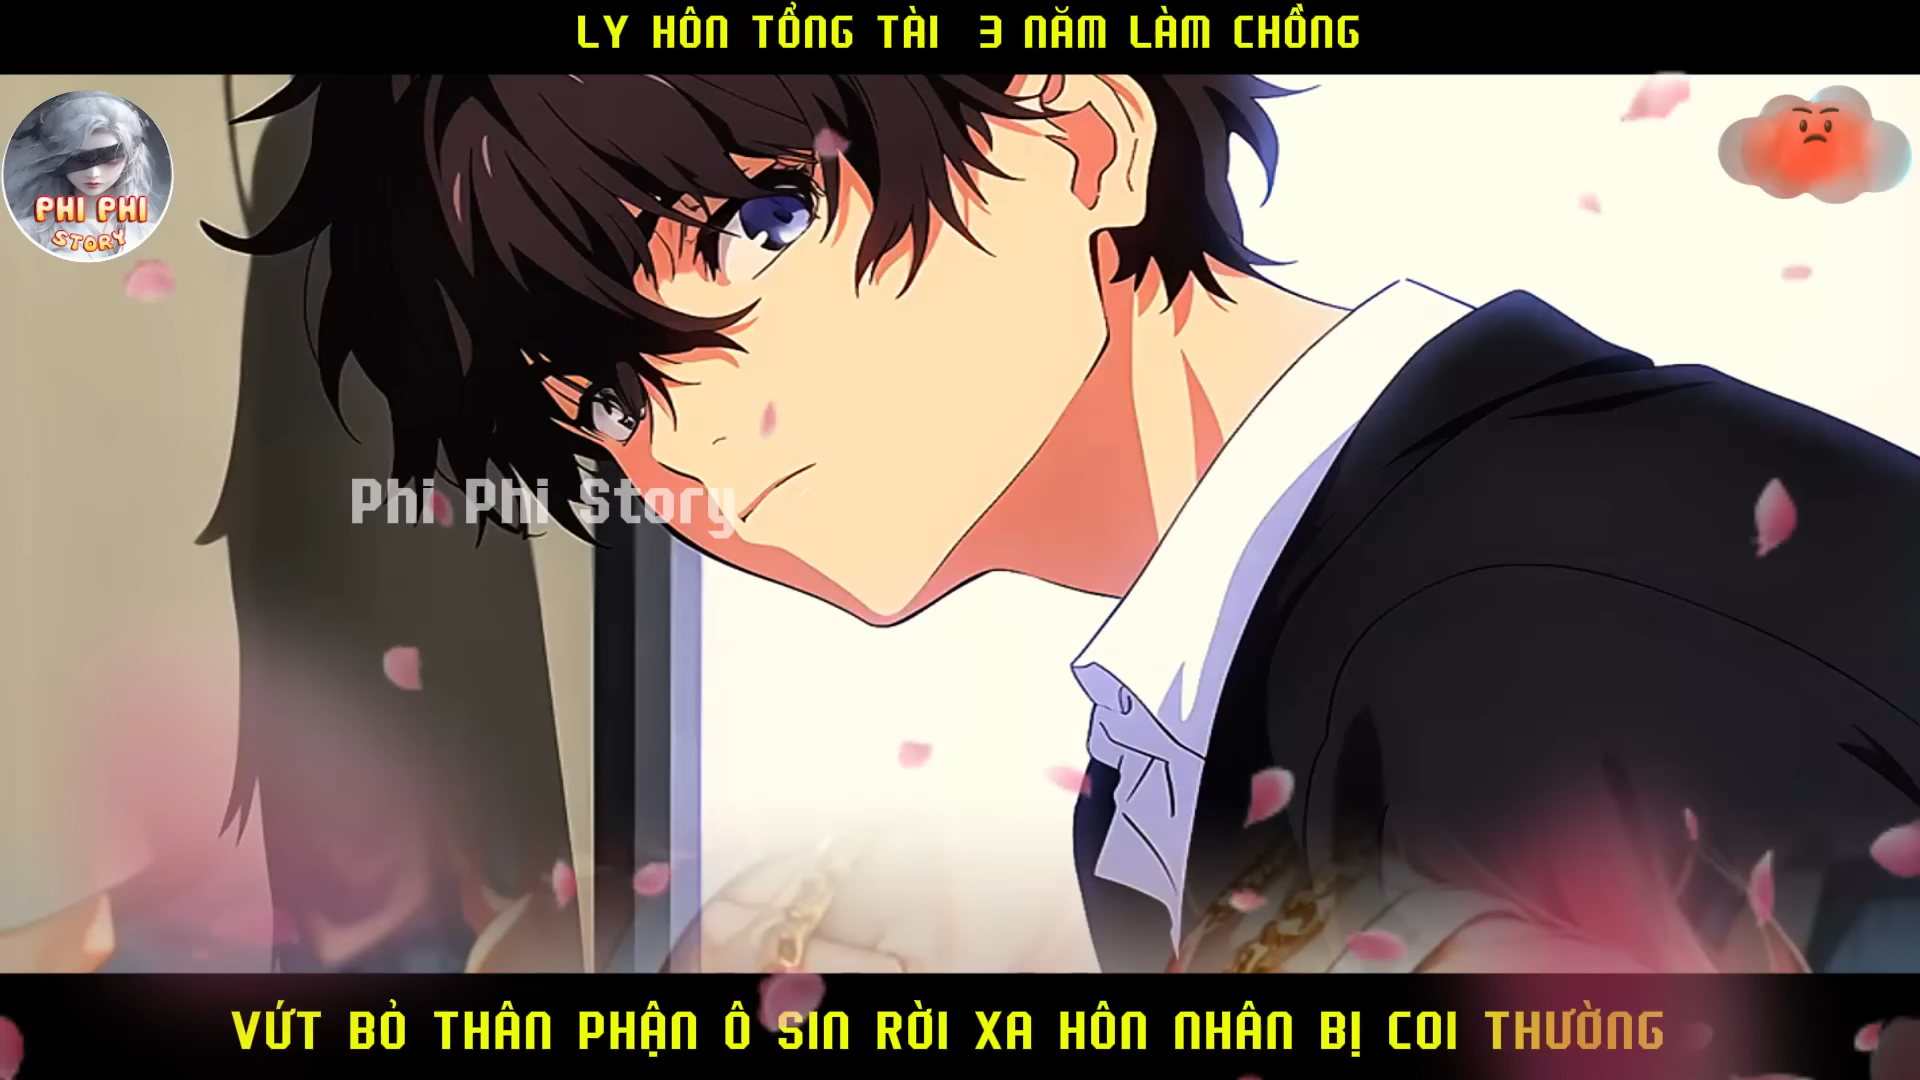 LY HÔN TỔNG TÀI 3 NĂM LÀM CHỒNG
PHI PHI
STORY
Phi Phi Story
VỨT BỎ THÂN PHẬN Ô SIN RỜI XA HÔN NHÂN BỊ COI THƯỜNG